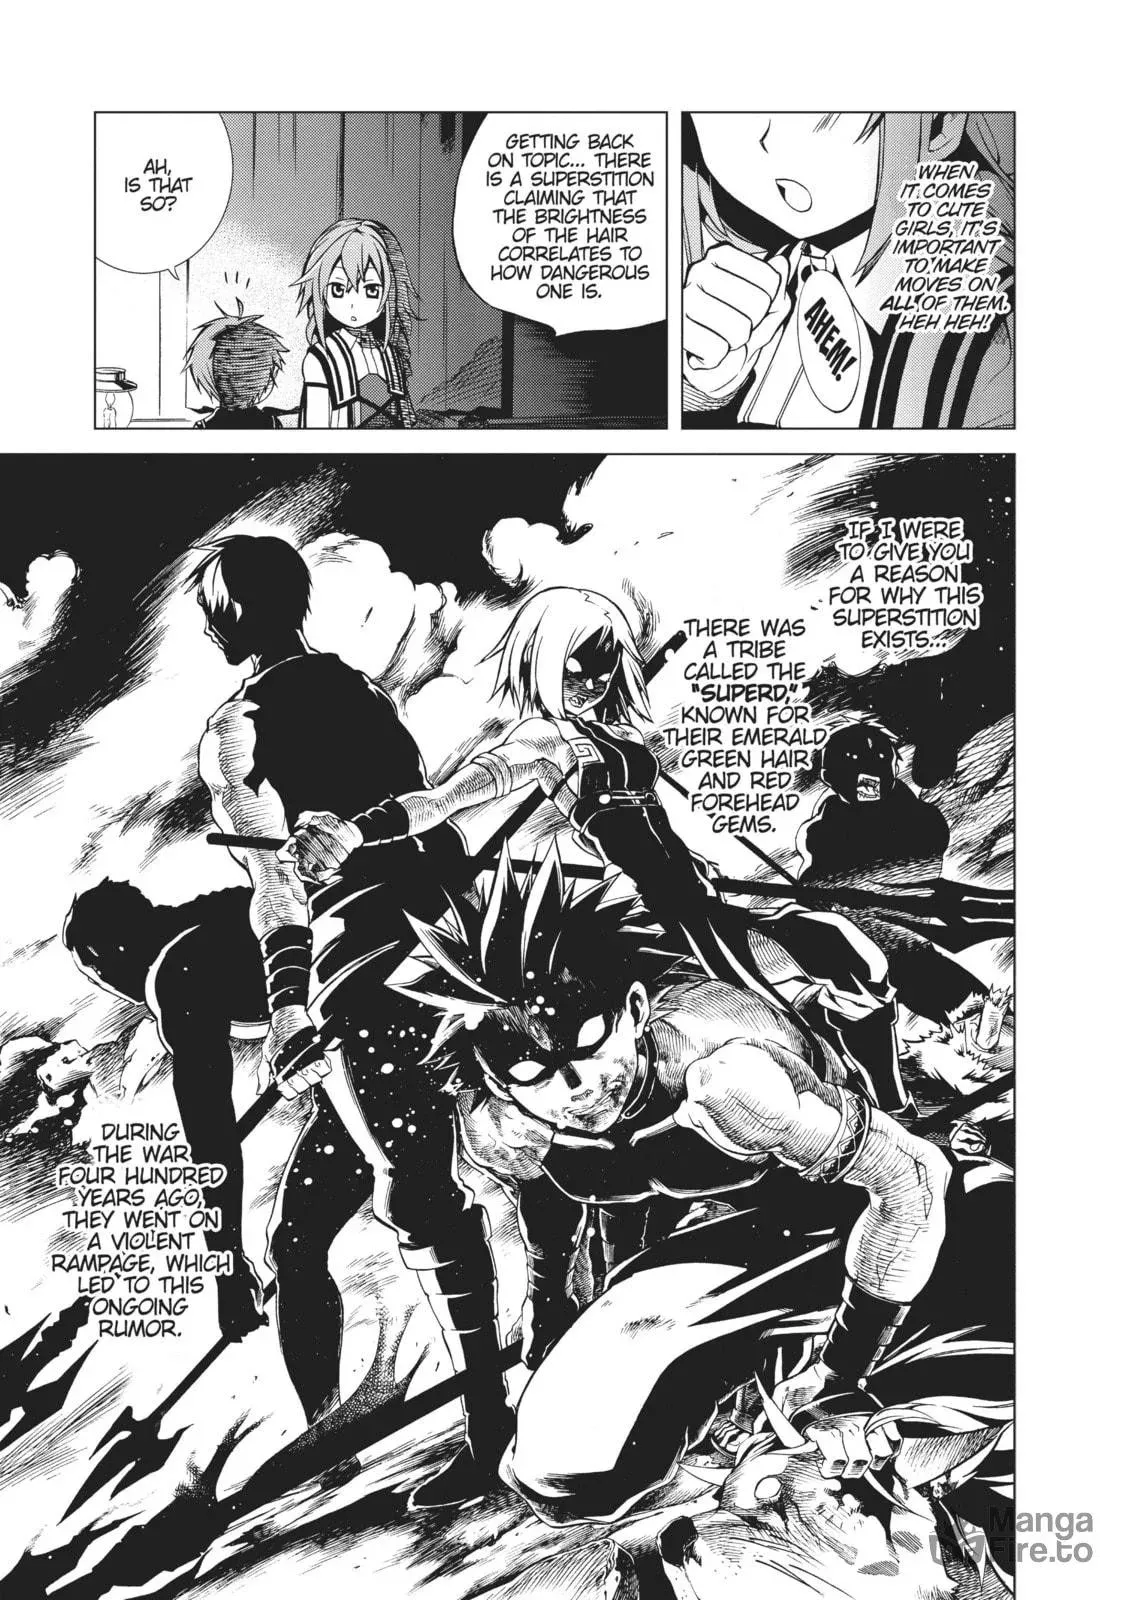 WHEN
IT COMES
TO CUTE
GIRLS, IT'S
IMPORTANT
TO MAKE
MOVES ON
ALL OF THEM.
HEH HEH!
AHEM!
GETTING BACK
ON TOPIC... THERE
IS A SUPERSTITION
CLAIMING THAT
THE BRIGHTNESS
OF THE HAIR
CORRELATES TO
HOW DANGEROUS
ONE IS.
AH,
IS THAT
SO?
IF I WERE
TO GIVE YOU
A REASON
FOR WHY THIS
SUPERSTITION
EXISTS...
THERE WAS
A TRIBE
CALLED THE
"SUPERD,"
KNOWN FOR
THEIR EMERALD
GREEN HAIR
AND RED
FOREHEAD
GEMS.
DURING
THE WAR
FOUR HUNDRED
YEARS AGO,
THEY WENT ON
A VIOLENT
RAMPAGE, WHICH
LED TO THIS
ONGOING
RUMOR.
Manga
Fire.to